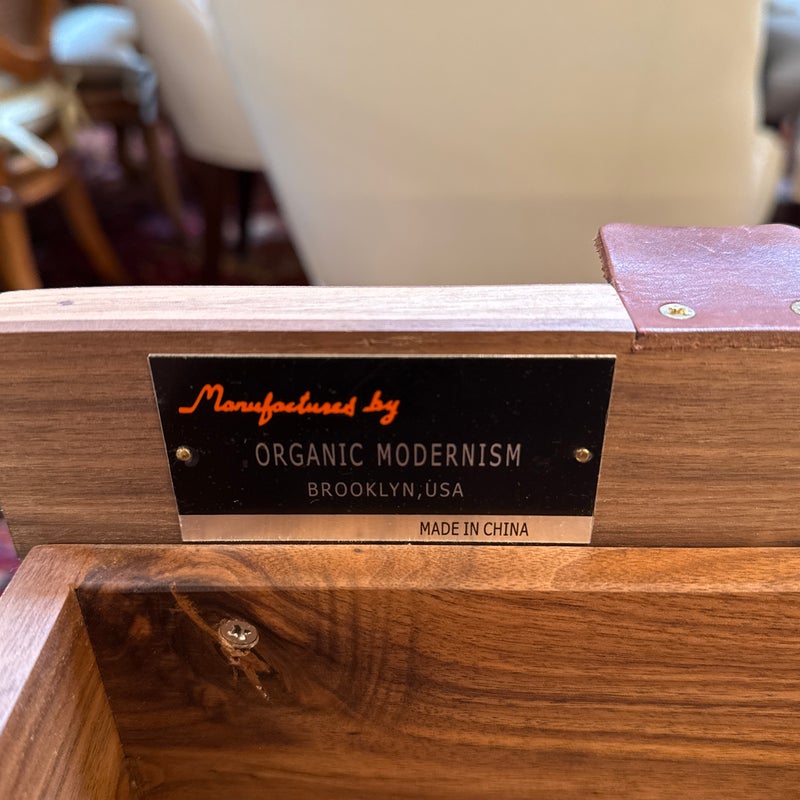 Manufactured by
ORGANIC MODERNISM
BROOKLYN,USA
MADE IN CHINA